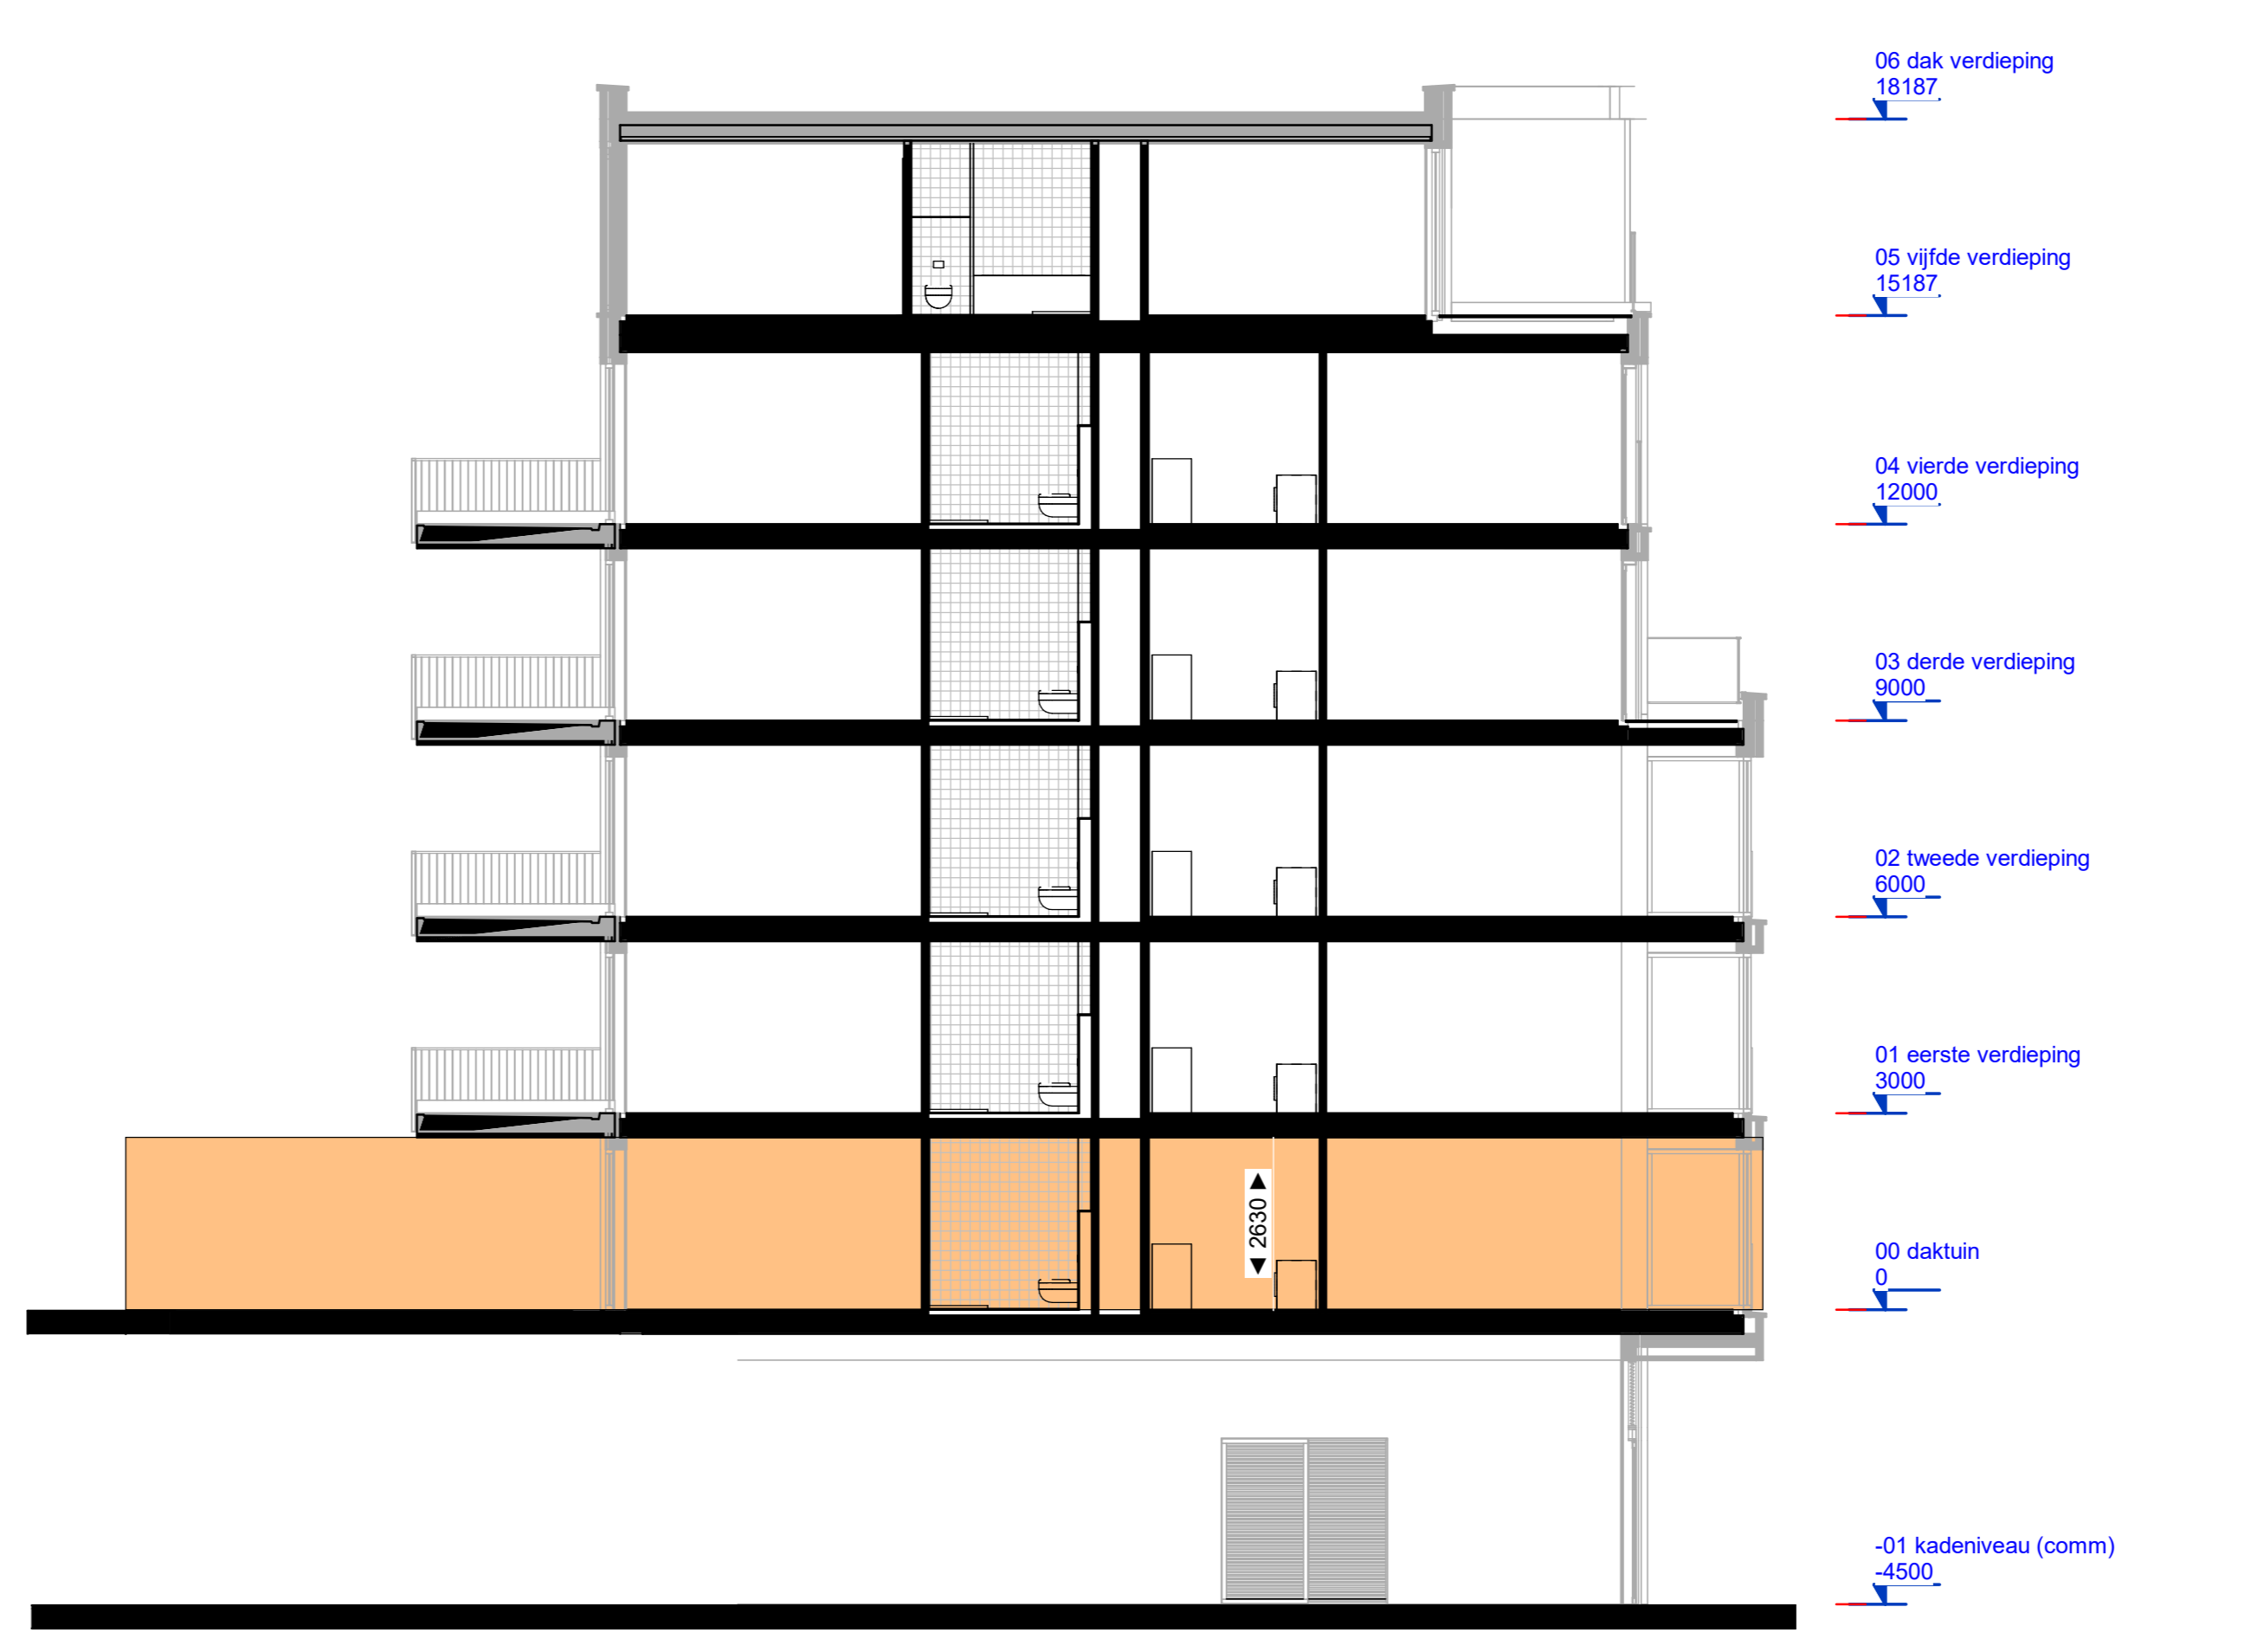 06 dak verdieping
18187
05 vijfde verdieping
15187
04 vierde verdieping
12000
03 derde verdieping
9000
02 tweede verdieping
6000
01 eerste verdieping
3000
2630
00 daktuin
0
-01 kadeniveau (comm)
-4500